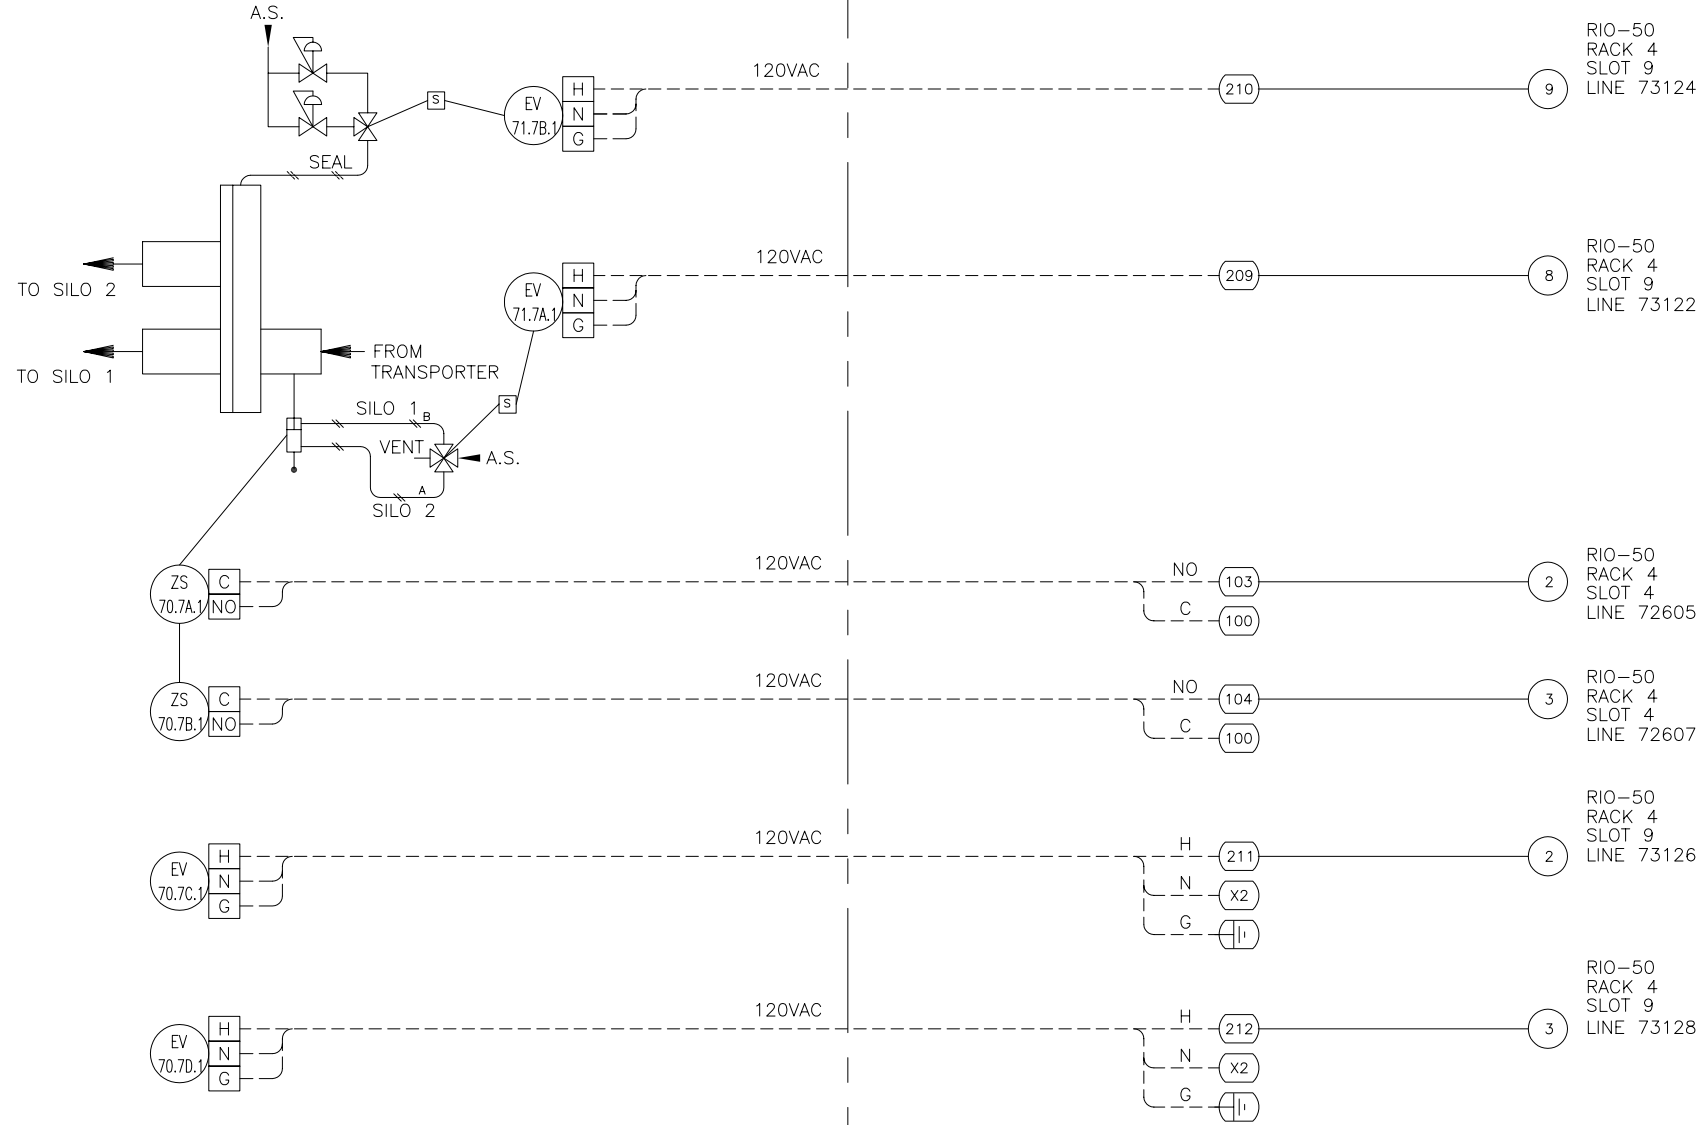 A.S.
S
EV
71.7B.1
H
N
G
120VAC
210
9
RIO-50
RACK 4
SLOT 9
LINE 73124
SEAL
TO SILO 2
TO SILO 1
FROM
TRANSPORTER
EV
71.7A.1
H
N
G
120VAC
209
8
RIO-50
RACK 4
SLOT 9
LINE 73122
S
SILO 1
B
VENT
A.S.
A
SILO 2
ZS
70.7A.1
C
NO
120VAC
NO
103
C
100
2
RIO-50
RACK 4
SLOT 4
LINE 72605
ZS
70.7B.1
C
NO
120VAC
NO
104
C
100
3
RIO-50
RACK 4
SLOT 4
LINE 72607
EV
70.7C.1
H
N
G
120VAC
H
211
N
X2
G
2
RIO-50
RACK 4
SLOT 9
LINE 73126
EV
70.7D.1
H
N
G
120VAC
H
212
N
X2
G
3
RIO-50
RACK 4
SLOT 9
LINE 73128